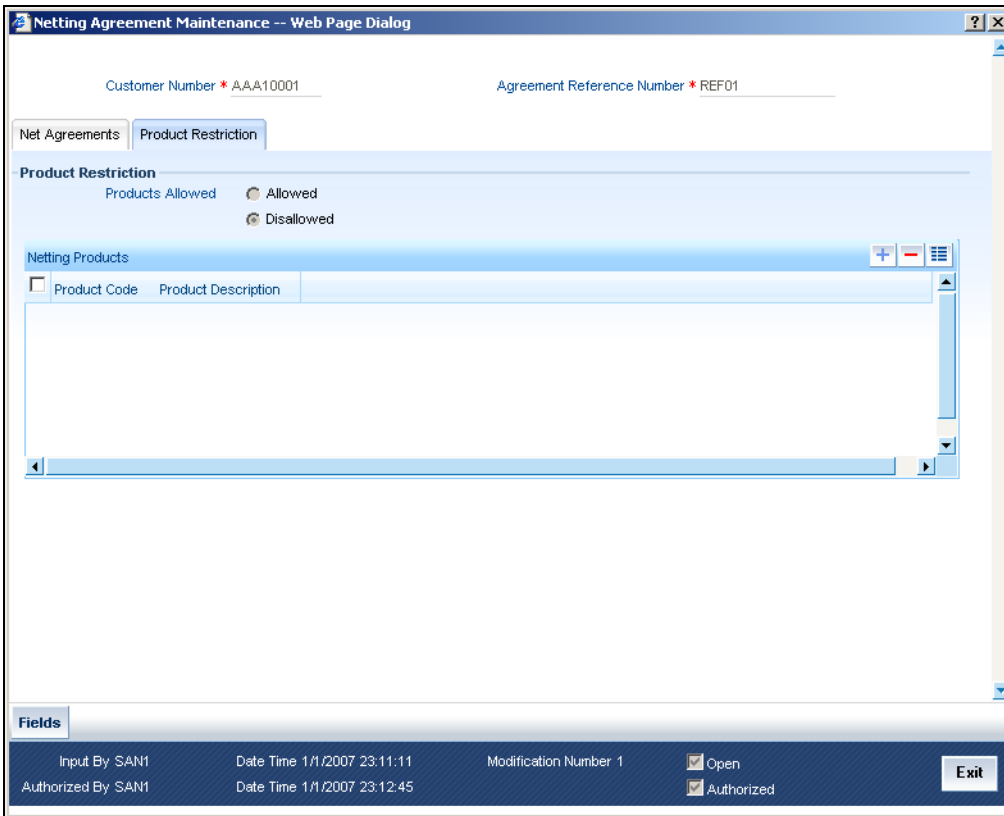 Netting Agreement Maintenance -- Web Page Dialog
Customer Number * AAA10001 Agreement Reference Number * REF01
Net Agreements Product Restriction
Product Restriction
Products Allowed Allowed
Disallowed
Netting Products
Product Code Product Description
Fields
Input By SAN1 Date Time 1/1/2007 23:11:11 Modification Number 1 Open
Authorized By SAN1 Date Time 1/1/2007 23:12:45 Authorized
Exit